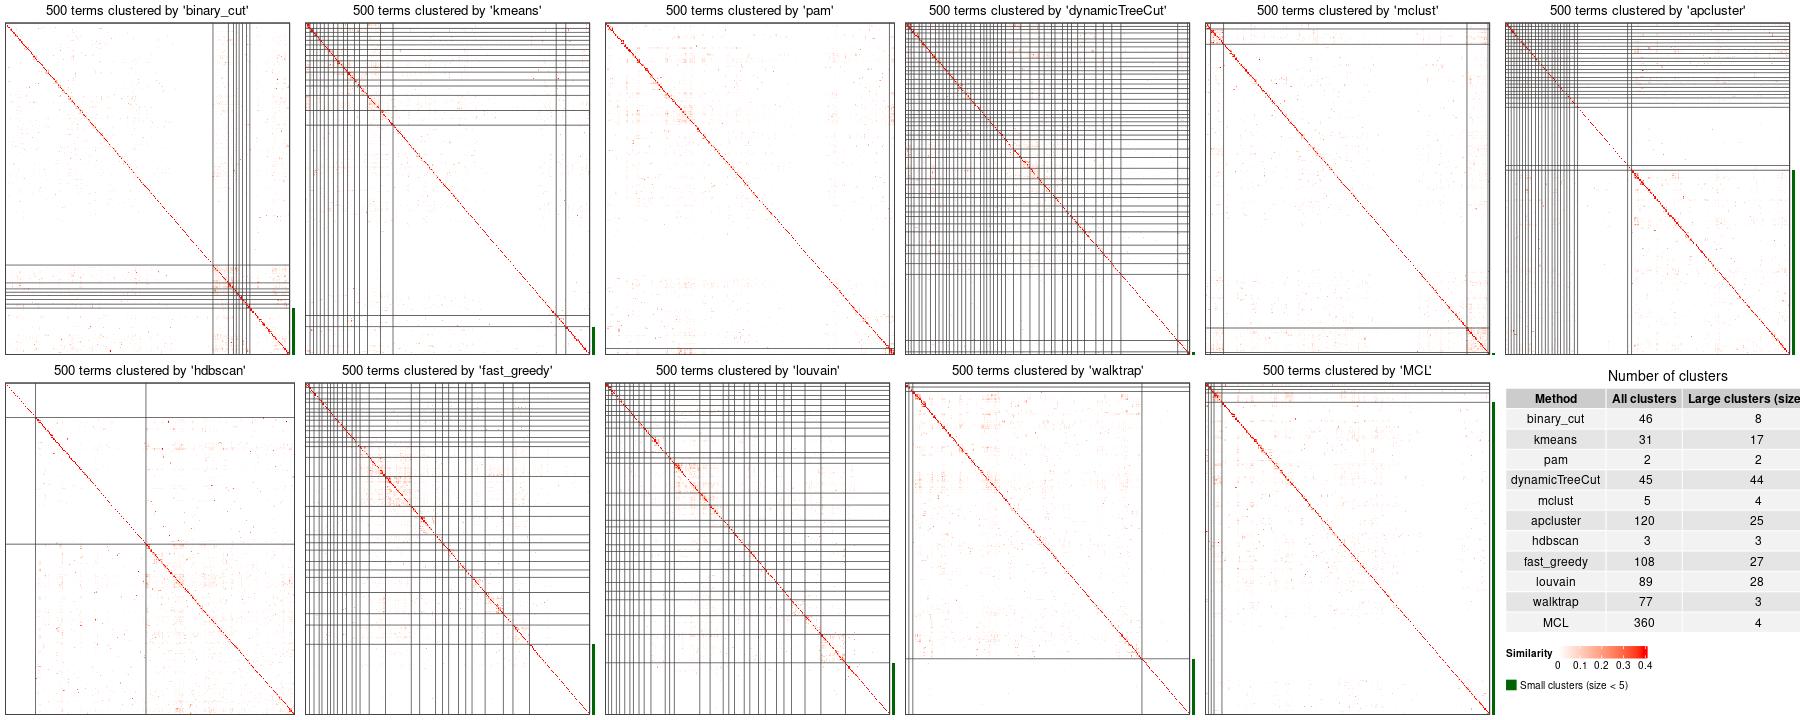 500 terms clustered by 'binary_cut'
500 terms clustered by 'kmeans'
500 terms clustered by 'pam'
500 terms clustered by 'dynamicTreeCut'
500 terms clustered by 'mclust'
500 terms clustered by 'apcluster'
500 terms clustered by 'hdbscan'
500 terms clustered by 'fast_greedy'
500 terms clustered by 'louvain'
500 terms clustered by 'walktrap'
500 terms clustered by 'MCL'
Number of clusters
Method All clusters Large clusters (size
binary_cut 46 8
kmeans 31 17
pam 2 2
dynamicTreeCut 45 44
mclust 5 4
apcluster 120 25
hdbscan 3 3
fast_greedy 108 27
louvain 89 28
walktrap 77 3
MCL 360 4
Similarity
0 0.1 0.2 0.3 0.4
Small clusters (size < 5)